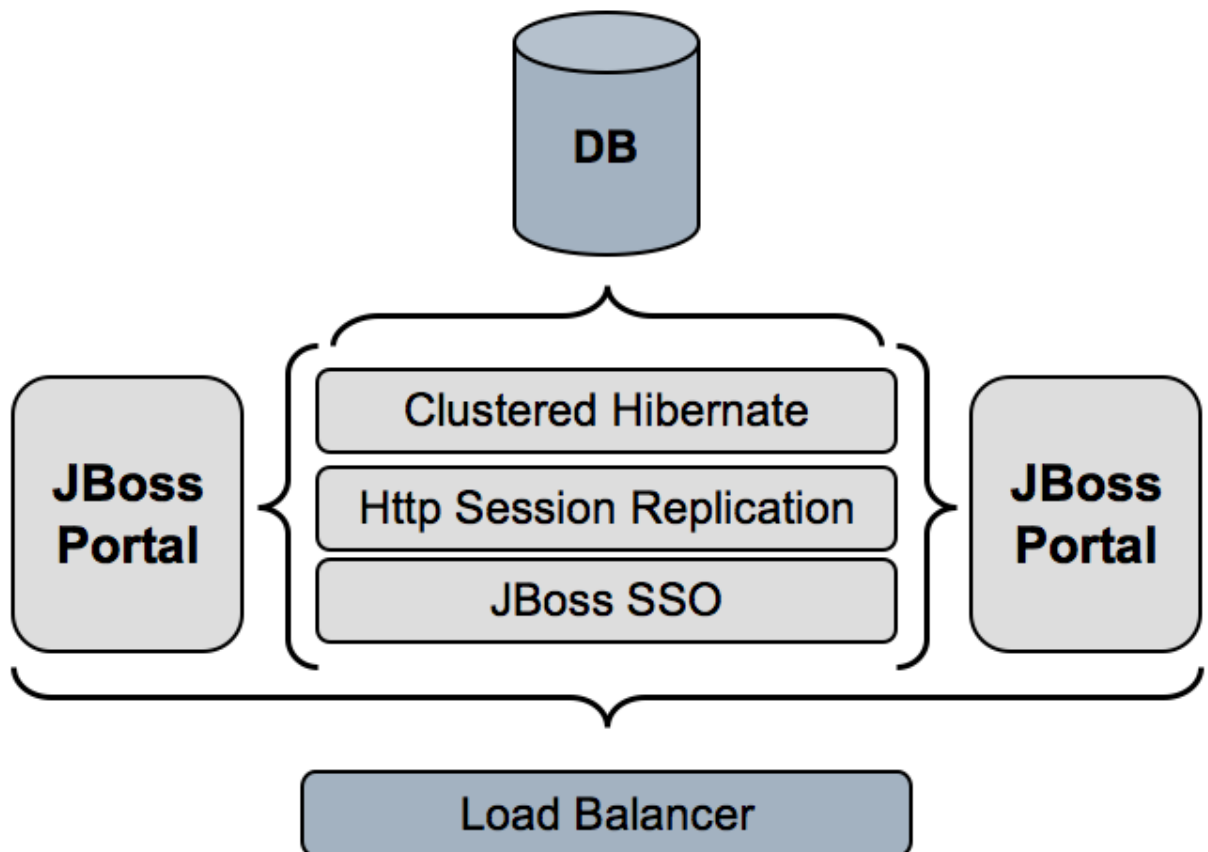 DB
Clustered Hibernate
JBoss
Portal
Http Session Replication
JBoss
Portal
JBoss SSO
Load Balancer